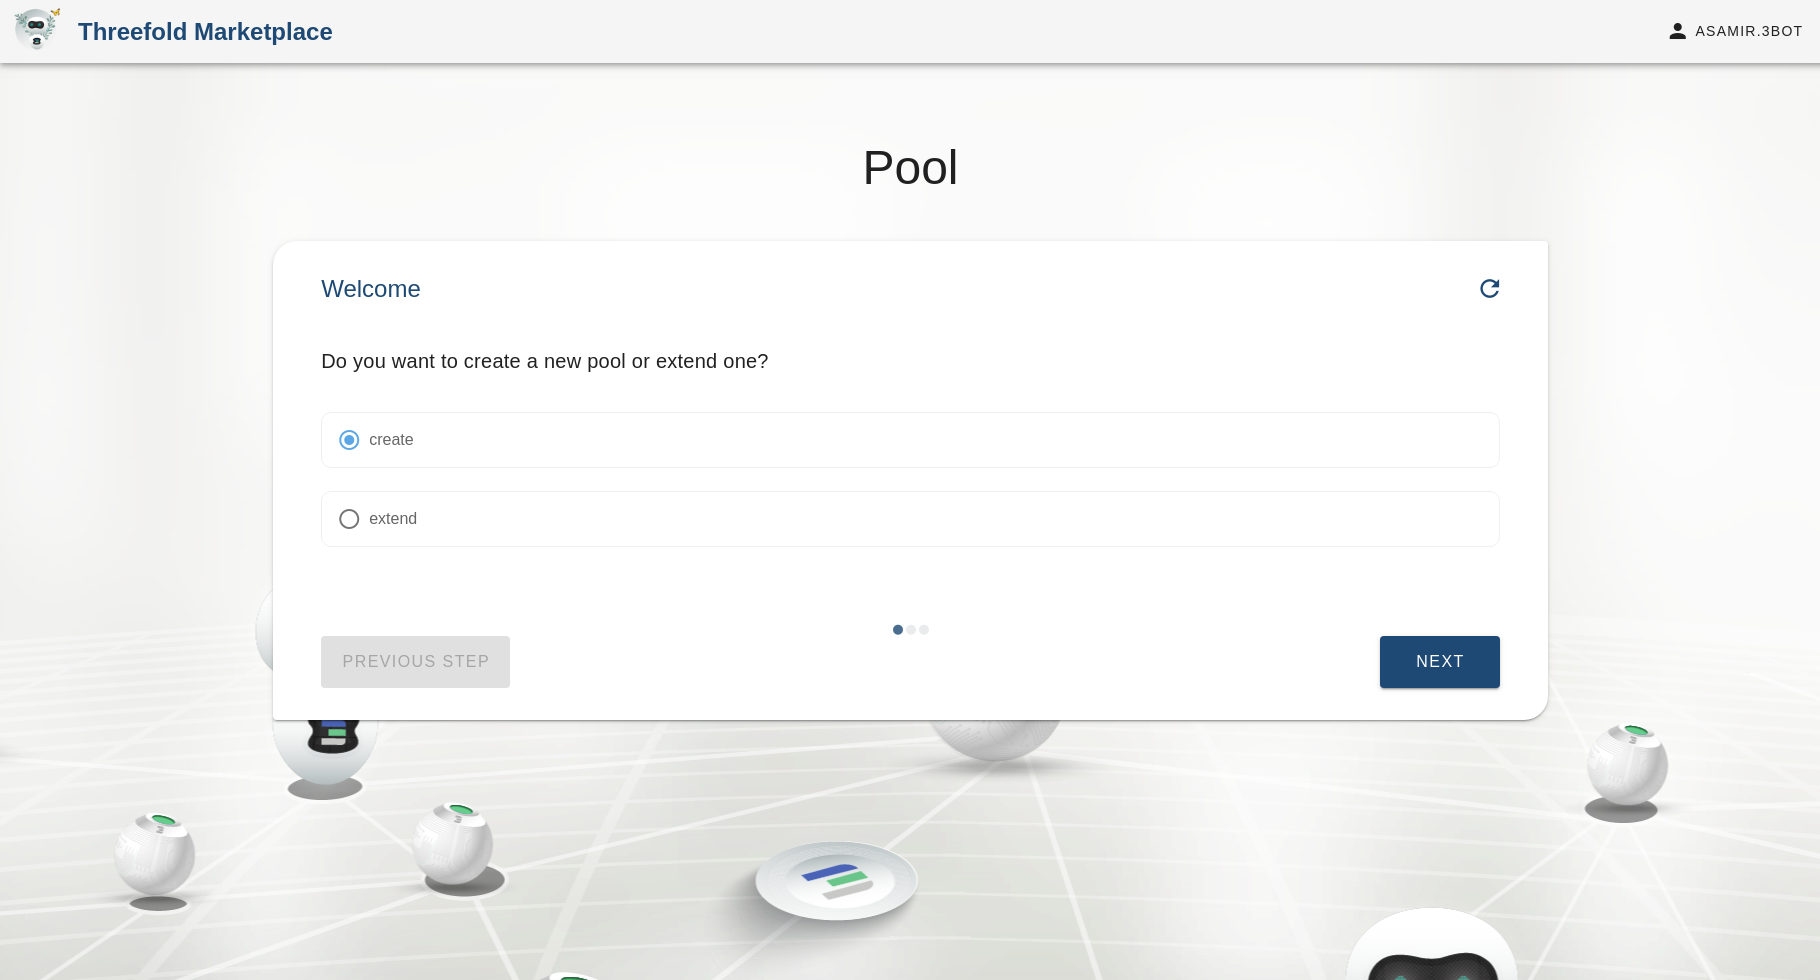 Threefold Marketplace
ASAMIR.3BOT
Pool
Welcome
Do you want to create a new pool or extend one?
create
extend
PREVIOUS STEP
NEXT